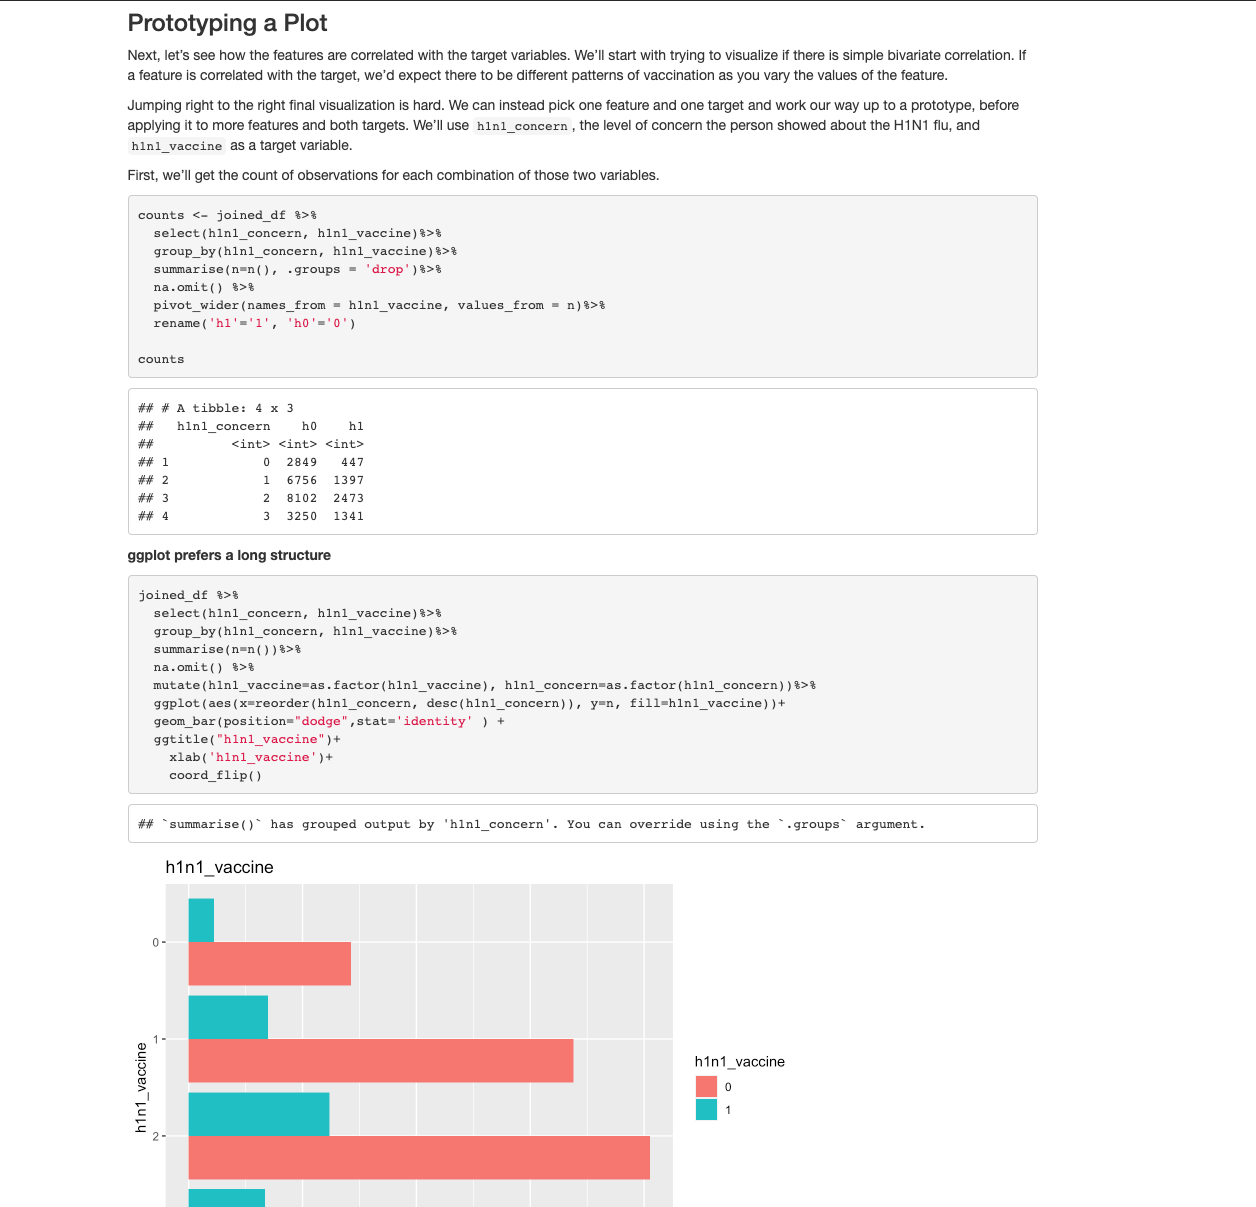 Prototyping a Plot
Next, let's see how the features are correlated with the target variables. We'll start with trying to visualize if there is simple bivariate correlation. If
a feature is correlated with the target, we'd expect there to be different patterns of vaccination as you vary the values of the feature.
Jumping right to the right final visualization is hard. We can instead pick one feature and one target and work our way up to a prototype, before
applying it to more features and both targets. We'll use h1n1_concern , the level of concern the person showed about the H1N1 flu, and
h1n1_vaccine as a target variable.
First, we'll get the count of observations for each combination of those two variables.
counts <- joined_df %>%
  select(h1n1_concern, h1n1_vaccine)%>%
  group_by(h1n1_concern, h1n1_vaccine)%>%
  summarise(n=n(), .groups = 'drop')%>%
  na.omit() %>%
  pivot_wider(names_from = h1n1_vaccine, values_from = n)%>%
  rename('h1'='1', 'h0'='0')
counts
## # A tibble: 4 x 3
##   h1n1_concern    h0    h1
##          <int> <int> <int>
## 1            0  2849   447
## 2            1  6756  1397
## 3            2  8102  2473
## 4            3  3250  1341
ggplot prefers a long structure
joined_df %>%
  select(h1n1_concern, h1n1_vaccine)%>%
  group_by(h1n1_concern, h1n1_vaccine)%>%
  summarise(n=n())%>%
  na.omit() %>%
  mutate(h1n1_vaccine=as.factor(h1n1_vaccine), h1n1_concern=as.factor(h1n1_concern))%>%
  ggplot(aes(x=reorder(h1n1_concern, desc(h1n1_concern)), y=n, fill=h1n1_vaccine))+
  geom_bar(position="dodge",stat='identity' ) +
  ggtitle("h1n1_vaccine")+
    xlab('h1n1_vaccine')+
    coord_flip()
## `summarise()` has grouped output by 'h1n1_concern'. You can override using the `.groups` argument.
h1n1_vaccine
0
1
2
h1n1_vaccine
h1n1_vaccine
0
1